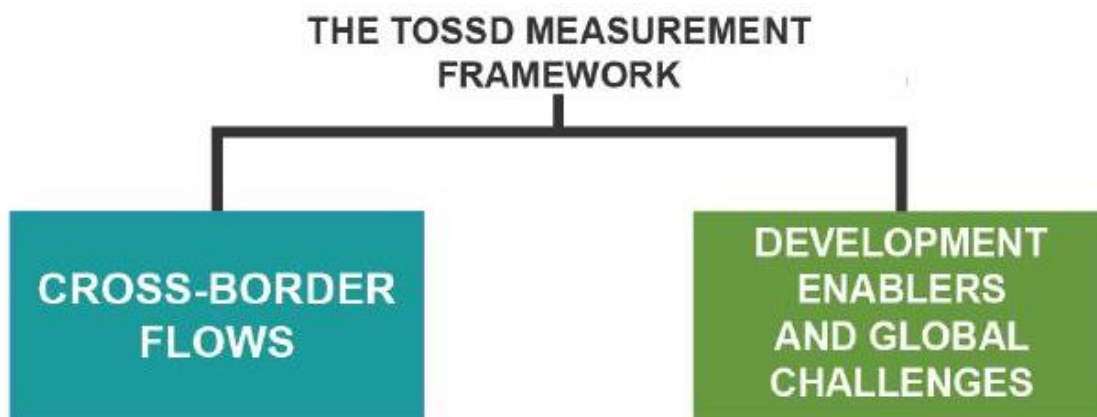 THE TOSSD MEASUREMENT
FRAMEWORK
CROSS-BORDER
FLOWS
DEVELOPMENT
ENABLERS
AND GLOBAL
CHALLENGES